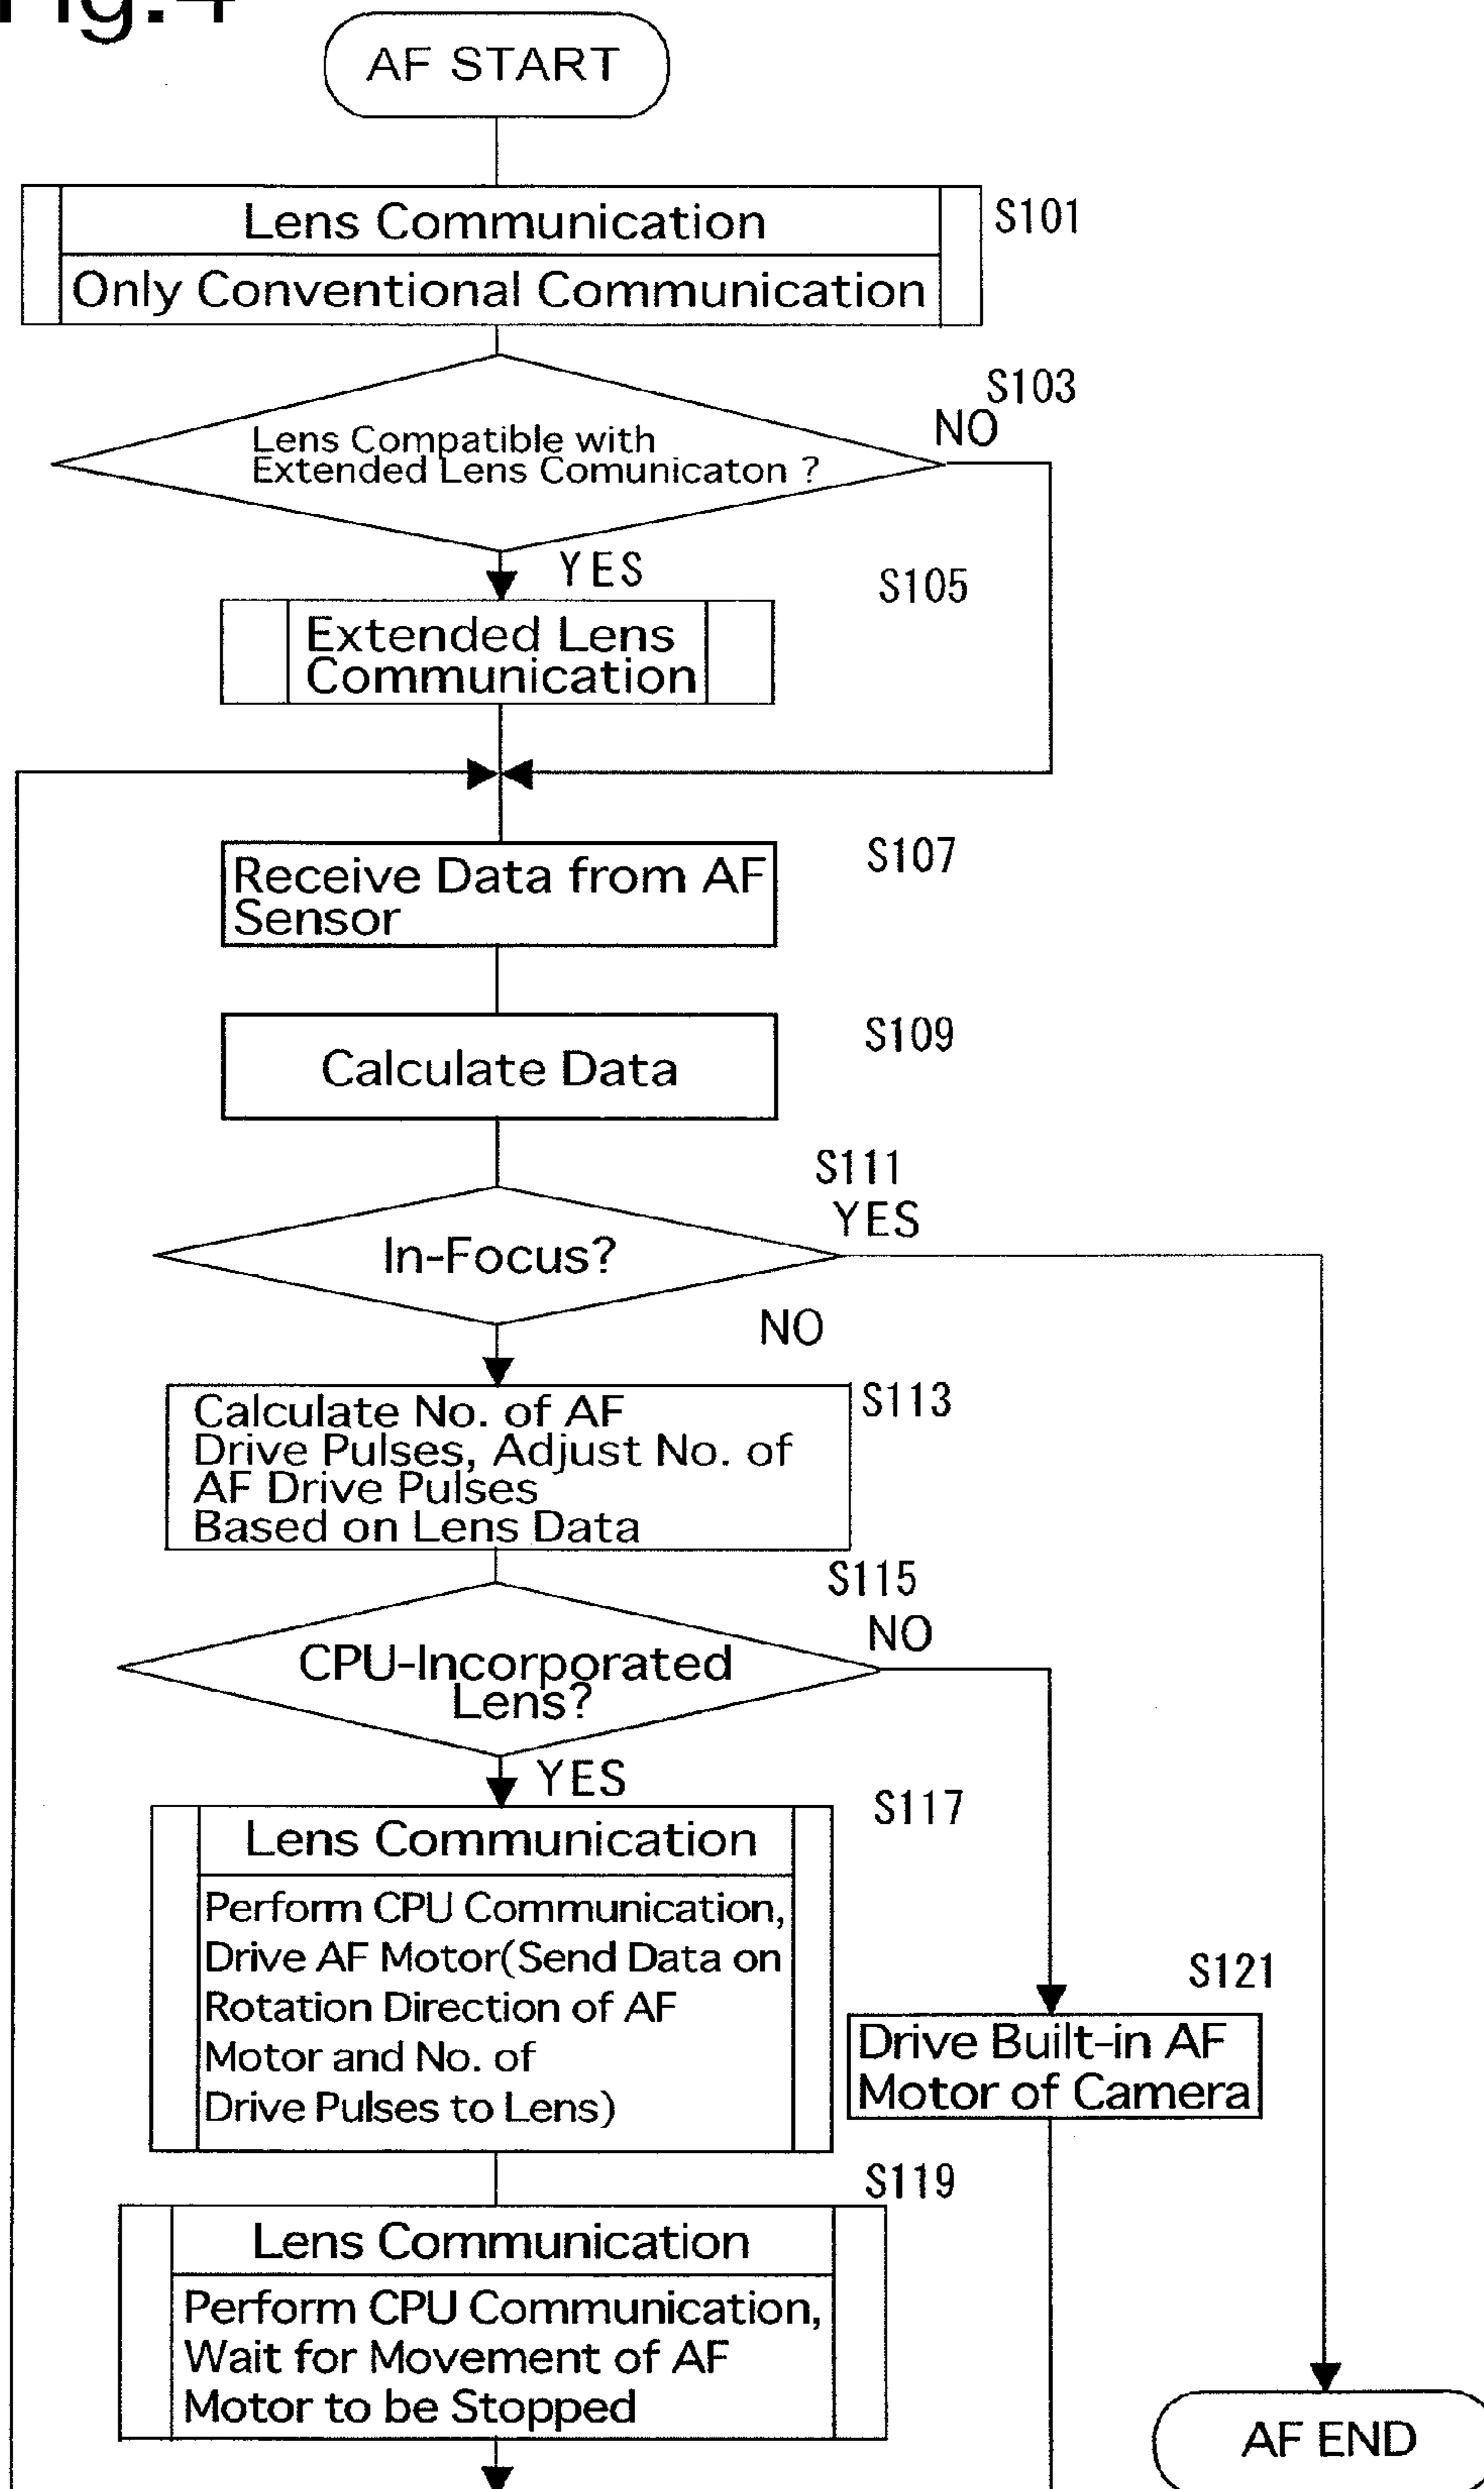 Fig.4
AF START
Lens Communication
S101
Only Conventional Communication
S103
NO
Lens Compatible with
Extended Lens Comunicaton ?
YES
S105
Extended Lens
Communication
S107
Receive Data from AF
Sensor
S109
Calculate Data
S111
YES
In-Focus?
NO
S113
Calculate No. of AF
Drive Pulses, Adjust No. of
AF Drive Pulses
Based on Lens Data
S115
NO
CPU-Incorporated
Lens?
YES
S117
Lens Communication
Perform CPU Communication,
Drive AF Motor(Send Data on
Rotation Direction of AF
Motor and No. of
Drive Pulses to Lens)
S121
Drive Built-in AF
Motor of Camera
S119
Lens Communication
Perform CPU Communication,
Wait for Movement of AF
Motor to be Stopped
AF END